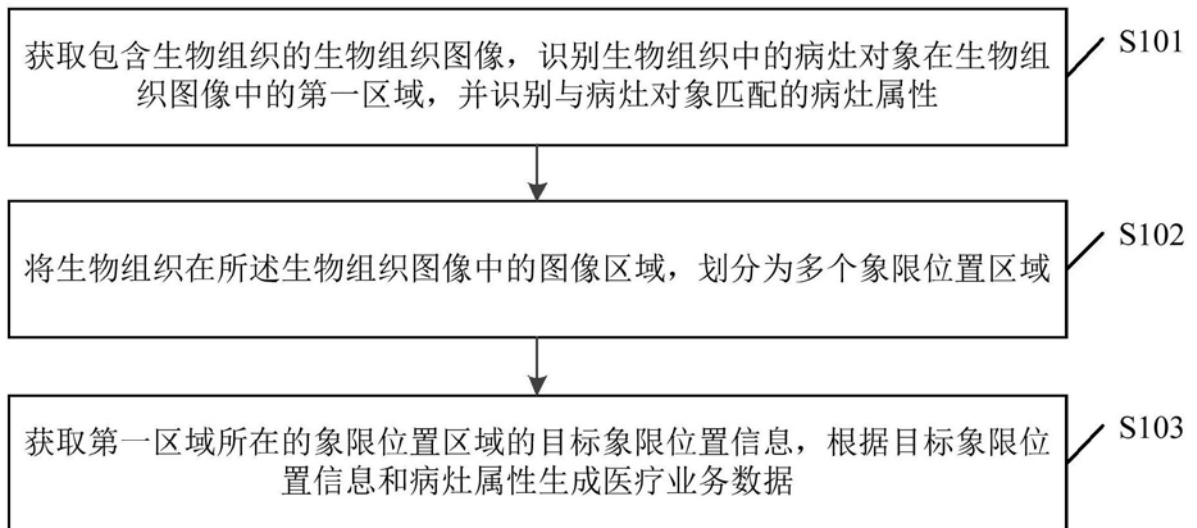 获取包含生物组织的生物组织图像，识别生物组织中的病灶对象在生物组
织图像中的第一区域，并识别与病灶对象匹配的病灶属性
S101
将生物组织在所述生物组织图像中的图像区域，划分为多个象限位置区域
S102
获取第一区域所在的象限位置区域的目标象限位置信息，根据目标象限位
置信息和病灶属性生成医疗业务数据
S103